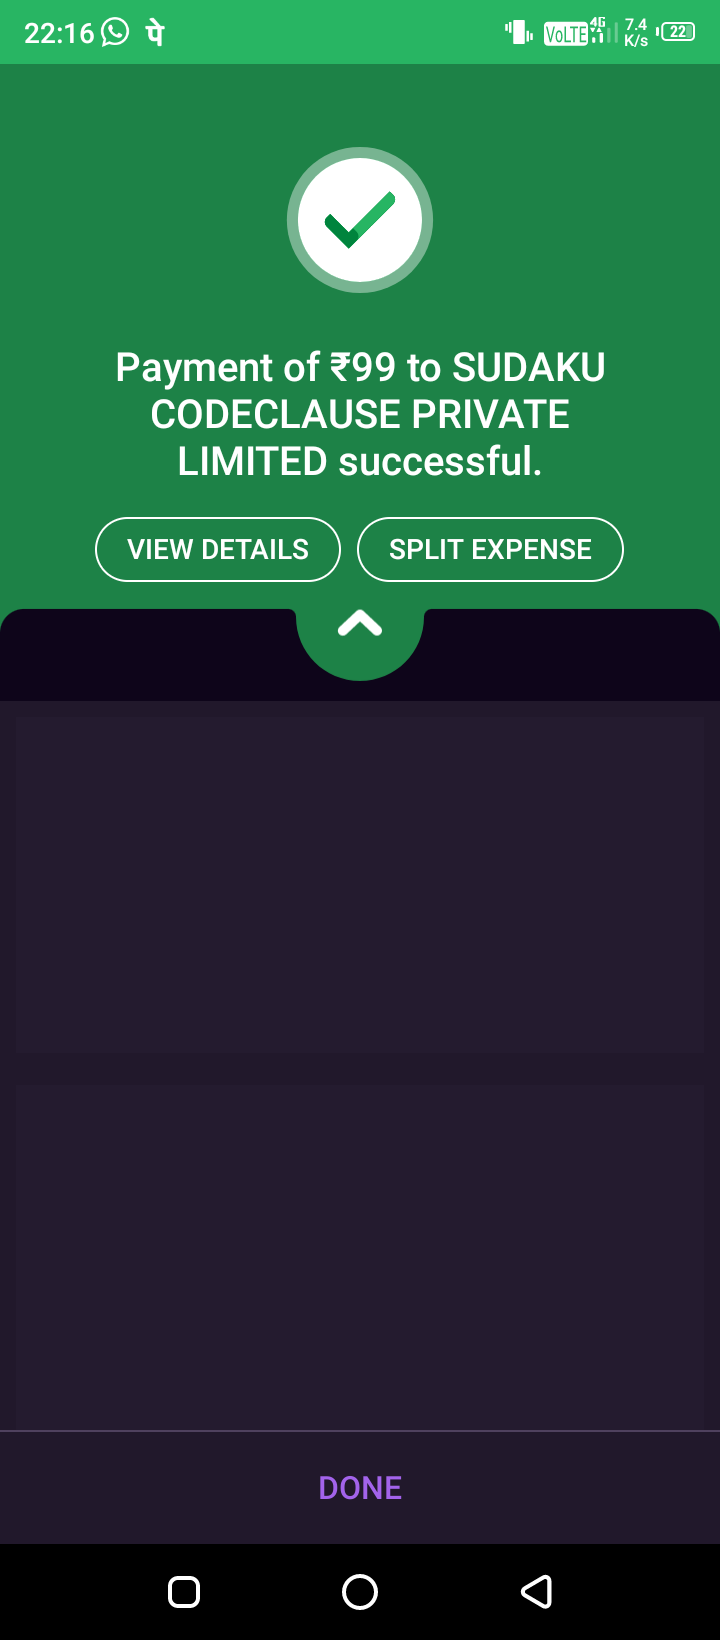 22:16 पे VoLTE 4G 7.4 K/s 22
Payment of ₹99 to SUDAKU
CODECLAUSE PRIVATE
LIMITED successful.
VIEW DETAILS SPLIT EXPENSE
DONE